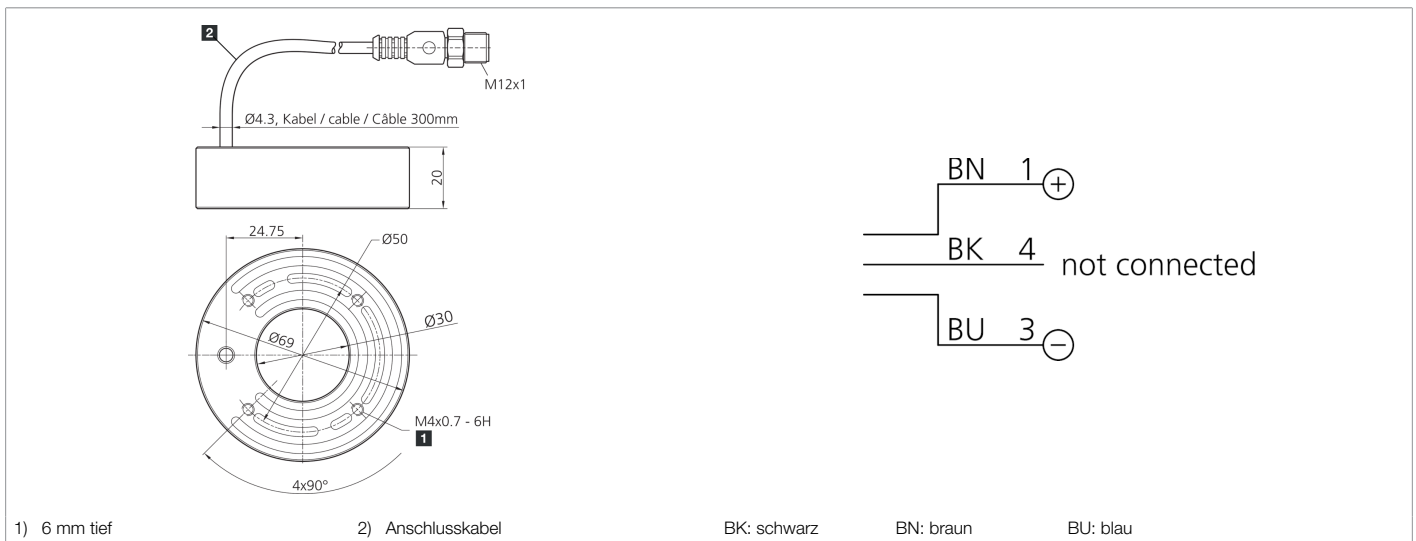 2
M12x1
Ø4.3, Kabel / cable / Câble 300mm
20
24.75
Ø50
Ø30
Ø69
M4x0.7 - 6H
1
4x90°
BN 1 +
BK 4 not connected
BU 3 −
1) 6 mm tief 2) Anschlusskabel BK: schwarz BN: braun BU: blau